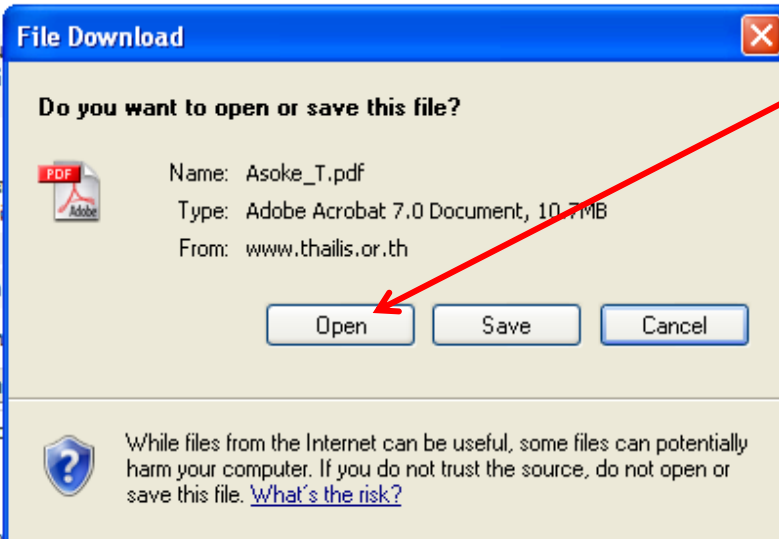 File Download
Do you want to open or save this file?
PDF
Adobe
Name: Asoke_T.pdf
Type: Adobe Acrobat 7.0 Document, 10.7MB
From: www.thailis.or.th
Open Save Cancel
While files from the Internet can be useful, some files can potentially
harm your computer. If you do not trust the source, do not open or
save this file. What's the risk?